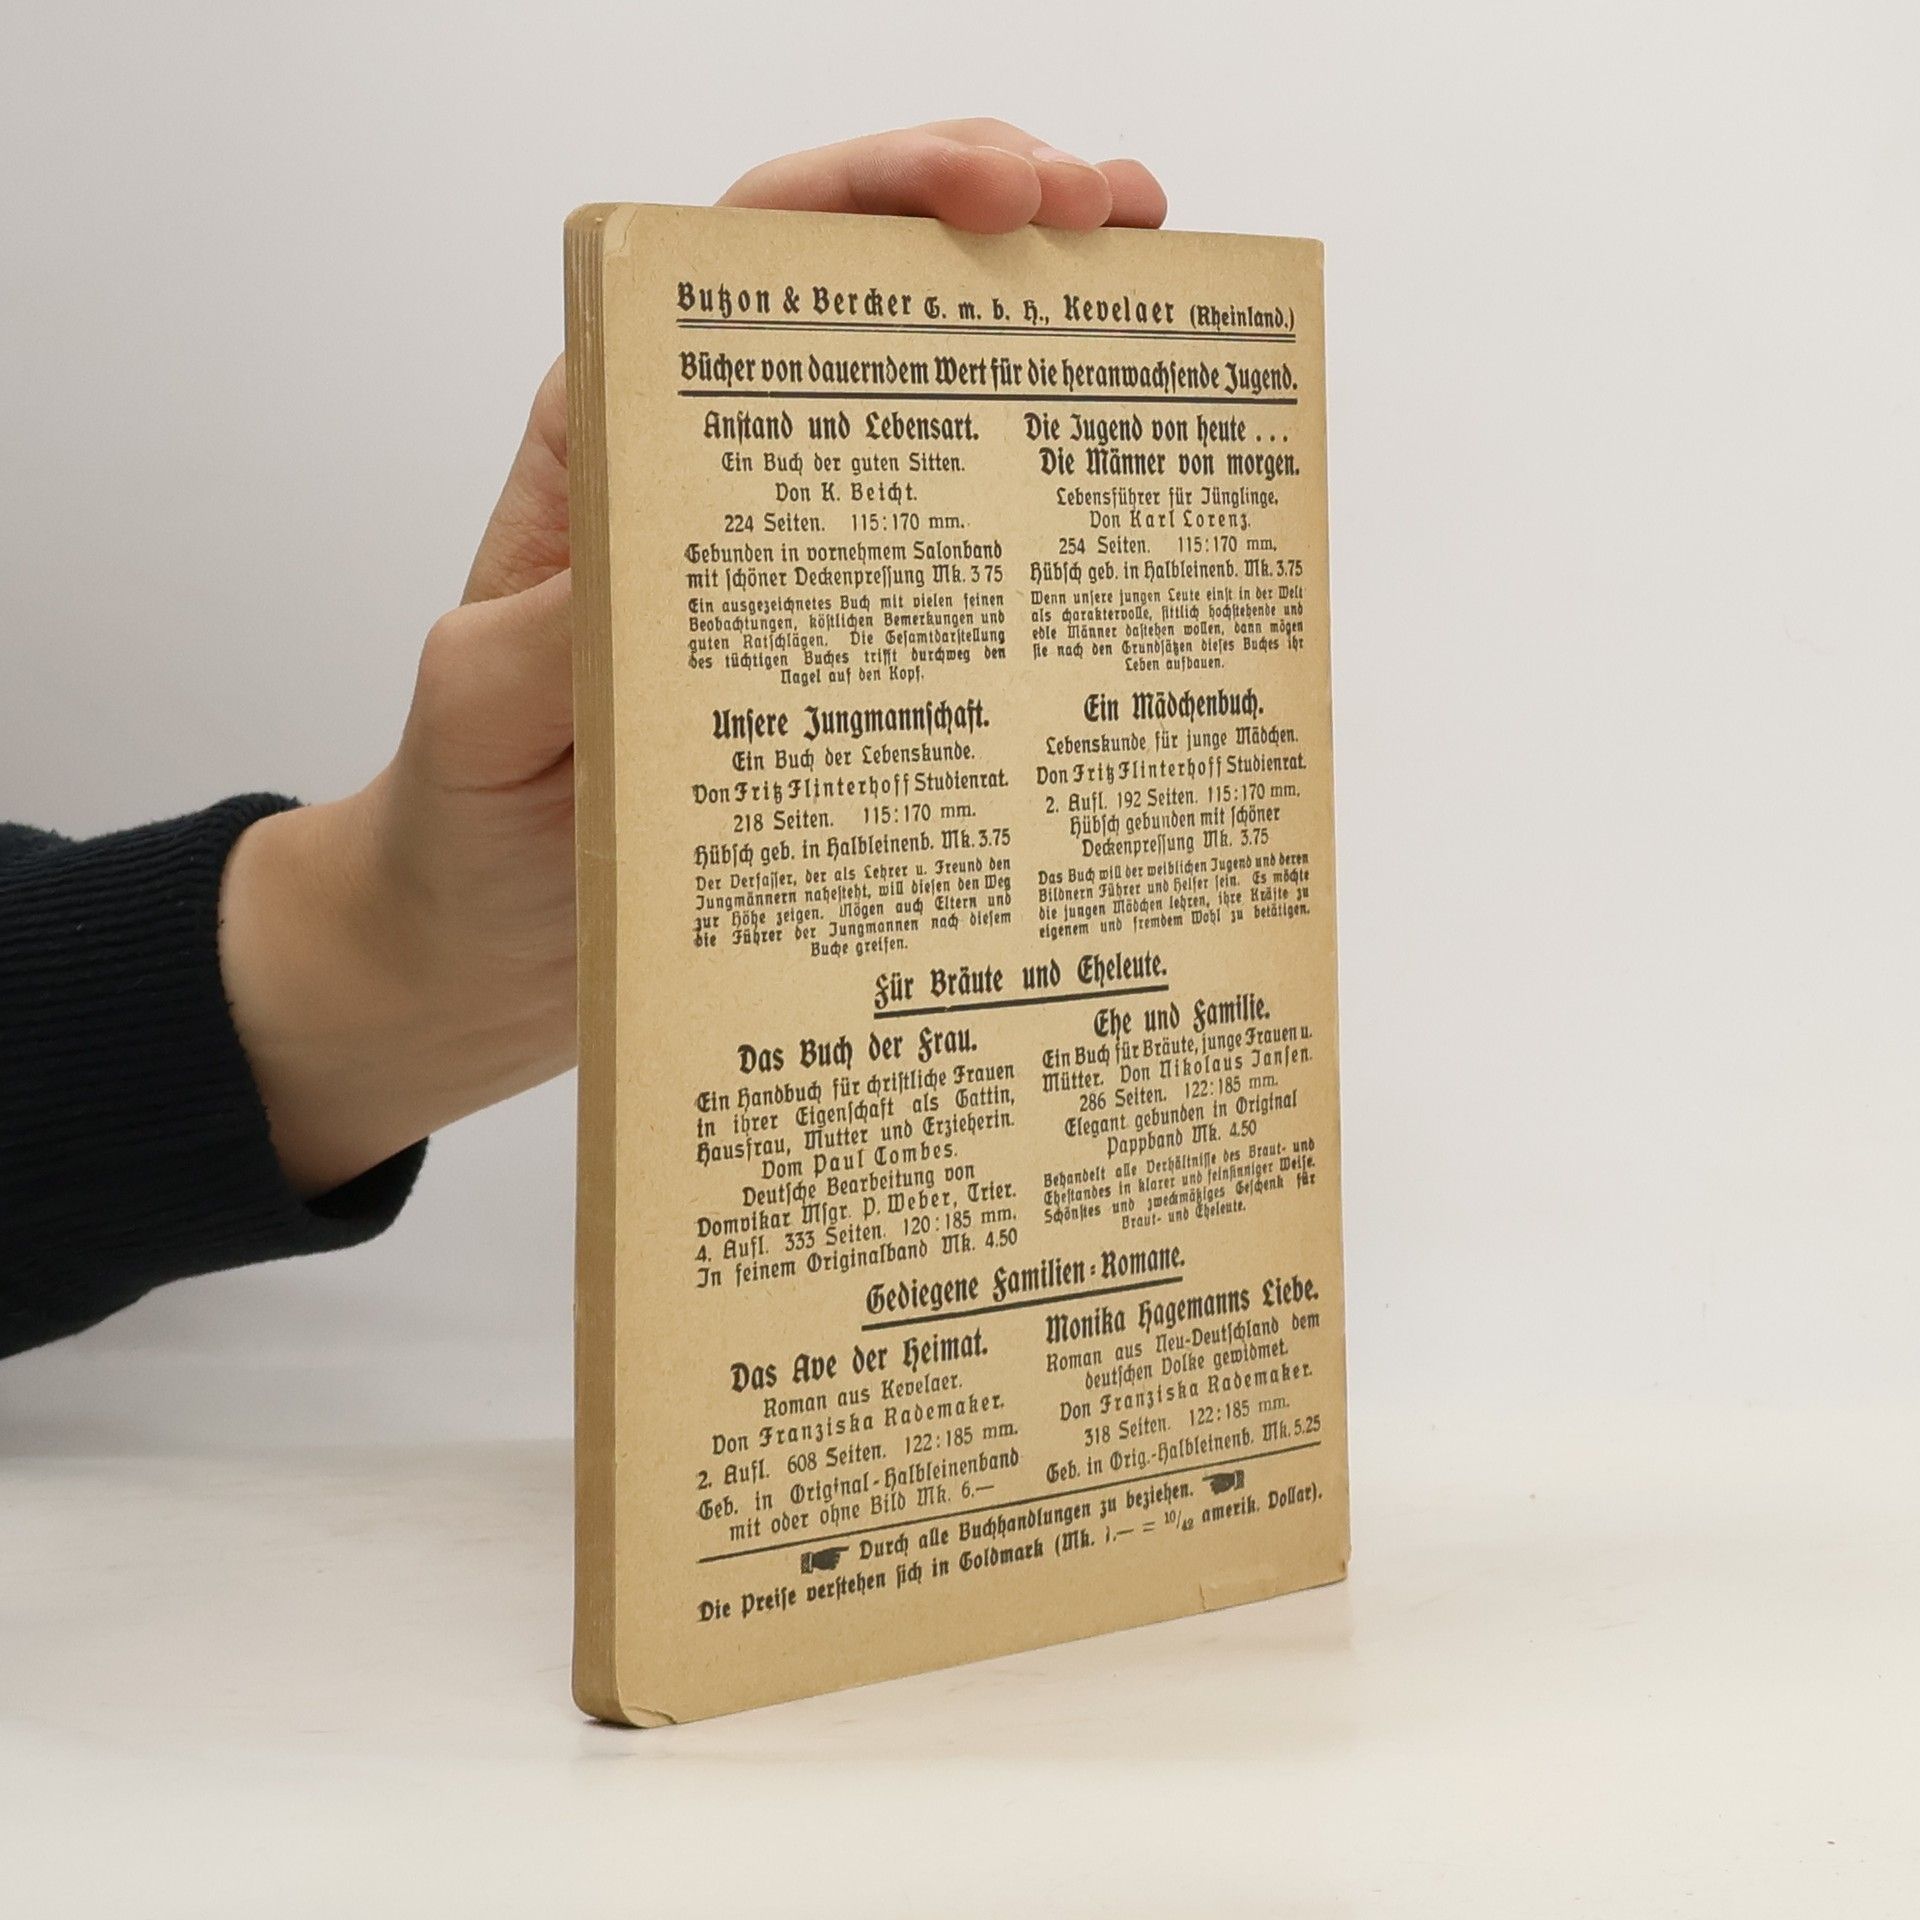 Butzon & Bercker G. m. b. H., Kevelaer (Rheinland.)
Bücher von dauerndem Wert für die heranwachsende Jugend.
Anstand und Lebensart.
Ein Buch der guten Sitten.
Von K. Beicht.
224 Seiten. 115:170 mm.
Gebunden in vornehmem Salonband
mit schöner Deckenpressung Mk. 3 75
Ein ausgezeichnetes Buch mit vielen feinen
Beobachtungen, köstlichen Bemerkungen und
guten Ratschlägen. Die Gesamtdarstellung
des tüchtigen Buches trifft durchweg den
Nagel auf den Kopf.
Die Jugend von heute ...
Die Männer von morgen.
Lebensführer für Jünglinge.
Von Karl Lorenz.
254 Seiten. 115:170 mm.
Hübsch geb. in Halbleinenb. Mk. 3.75
Wenn unsere jungen Leute einst in der Welt
als charaktervolle, sittlich hochstehende und
edle Männer dastehen wollen, dann mögen
sie nach den Grundsätzen dieses Buches ihr
Leben aufbauen.
Unsere Jungmannschaft.
Ein Buch der Lebenskunde.
Von Fritz Flinterhoff Studienrat.
218 Seiten. 115:170 mm.
Hübsch geb. in Halbleinenb. Mk. 3.75
Der Verfasser, der als Lehrer u. Freund den
Jungmännern nahesteht, will diesen den Weg
zur Höhe zeigen. Mögen auch Eltern und
die Führer der Jungmannen nach diesem
Buche greifen.
Ein Mädchenbuch.
Lebenskunde für junge Mädchen.
Von Fritz Flinterhoff Studienrat.
2. Aufl. 192 Seiten. 115:170 mm.
Hübsch gebunden mit schöner
Deckenpressung Mk. 3.75
Das Buch will der weiblichen Jugend und deren
Bildnern Führer und Helfer sein. Es möchte
die jungen Mädchen lehren, ihre Kräfte zu
eigenem und fremdem Wohl zu betätigen.
Für Bräute und Eheleute.
Das Buch der Frau.
Ein Handbuch für christliche Frauen
in ihrer Eigenschaft als Gattin,
Hausfrau, Mutter und Erzieherin.
Vom Paul Combes.
Deutsche Bearbeitung von
Domvikar Msgr. P. Weber, Trier.
4. Aufl. 333 Seiten. 120:185 mm.
In feinem Originalband Mk. 4.50
Ehe und Familie.
Ein Buch für Bräute, junge Frauen u.
Mütter. Von Nikolaus Jansen.
286 Seiten. 122:185 mm.
Elegant gebunden in Original
Pappband Mk. 4.50
Behandelt alle Verhältnisse des Braut- und
Ehestandes in klarer und feinsinniger Weise.
Schönstes und zweckmäßiges Geschenk für
Braut- und Eheleute.
Gediegene Familien-Romane.
Das Ave der Heimat.
Roman aus Kevelaer.
Von Franziska Rademaker.
2. Aufl. 608 Seiten. 122:185 mm.
Geb. in Original-Halbleinenband
mit oder ohne Bild Mk. 6.—
Monika Hagemanns Liebe.
Roman aus Neu-Deutschland dem
deutschen Volke gewidmet.
Von Franziska Rademaker.
318 Seiten. 122:185 mm.
Geb. in Orig.-Halbleinenb. Mk. 5.25
Durch alle Buchhandlungen zu beziehen.
Die Preise verstehen sich in Goldmark (Mk. 1.— = 10/42 amerik. Dollar).